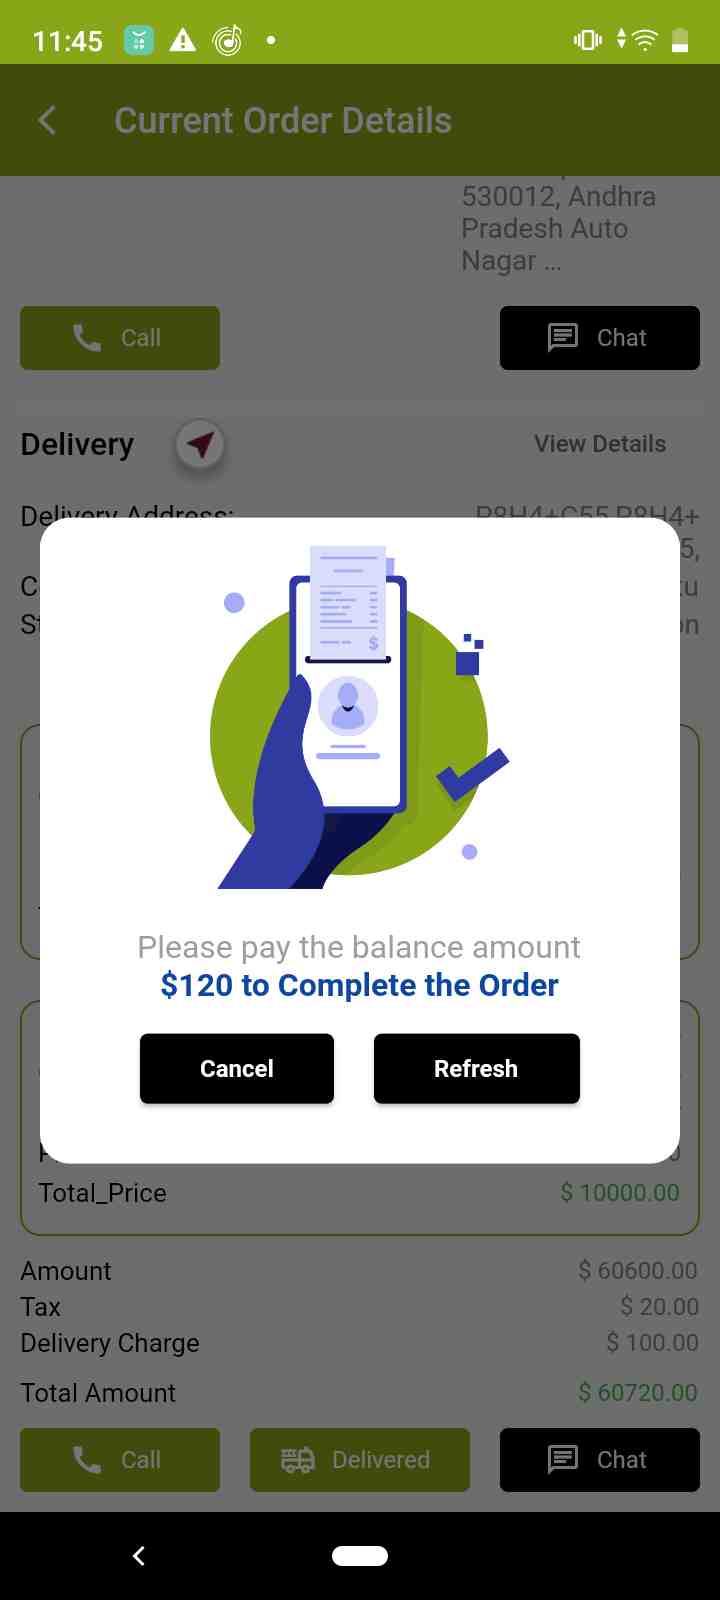 11:45
Current Order Details
530012, Andhra
Pradesh Auto
Nagar ...
Call
Chat
Delivery
View Details
Delivery Address:
$
Please pay the balance amount
$120 to Complete the Order
Cancel
Refresh
Total_Price
$ 10000.00
Amount
$ 60600.00
Tax
$ 20.00
Delivery Charge
$ 100.00
Total Amount
$ 60720.00
Call
Delivered
Chat